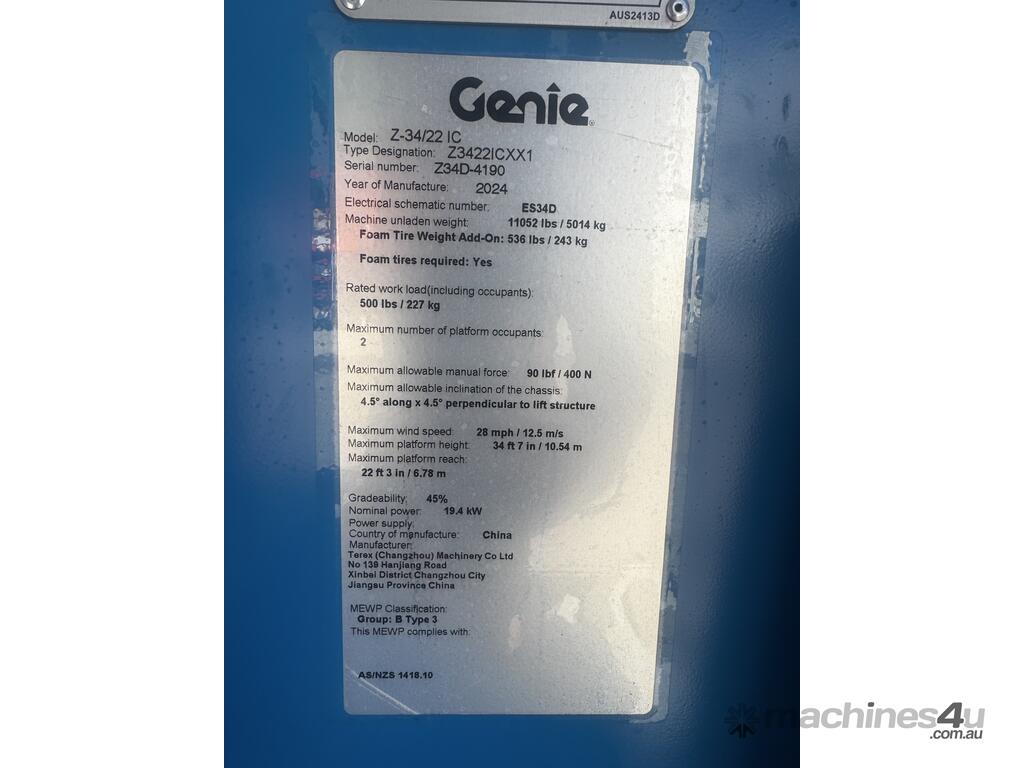 AUS2413D
Genie
Model: Z-34/22 IC
Type Designation: Z3422ICXX1
Serial number: Z34D-4190
Year of Manufacture: 2024
Electrical schematic number: ES34D
Machine unladen weight: 11052 lbs / 5014 kg
Foam Tire Weight Add-On: 536 lbs / 243 kg
Foam tires required: Yes
Rated work load(including occupants):
500 lbs / 227 kg
Maximum number of platform occupants:
2
Maximum allowable manual force: 90 lbf / 400 N
Maximum allowable inclination of the chassis:
4.5° along x 4.5° perpendicular to lift structure
Maximum wind speed: 28 mph / 12.5 m/s
Maximum platform height: 34 ft 7 in / 10.54 m
Maximum platform reach:
22 ft 3 in / 6.78 m
Gradeability: 45%
Nominal power: 19.4 kW
Power supply:
Country of manufacture: China
Manufacturer:
Terex (Changzhou) Machinery Co Ltd
No 139 Hanjiang Road
Xinbei District Changzhou City
Jiangsu Province China
MEWP Classification:
Group: B Type 3
This MEWP complies with:
AS/NZS 1418.10
machines4u
.com.au